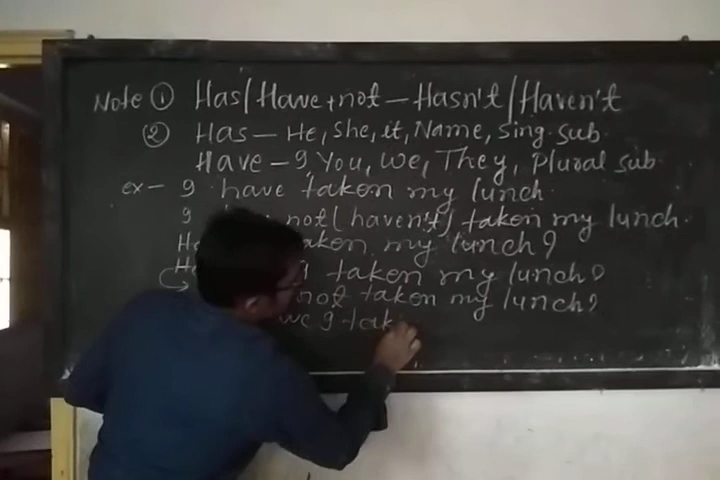 Note ① Has/Have + not – Hasn't/Haven't
② Has – He, She, it, Name, Sing. sub.
Have – I, You, We, They, Plural sub.
ex – I have taken my lunch.
I not (haven't) taken my lunch.
taken my lunch?
I taken my lunch?
not taken my lunch?
I